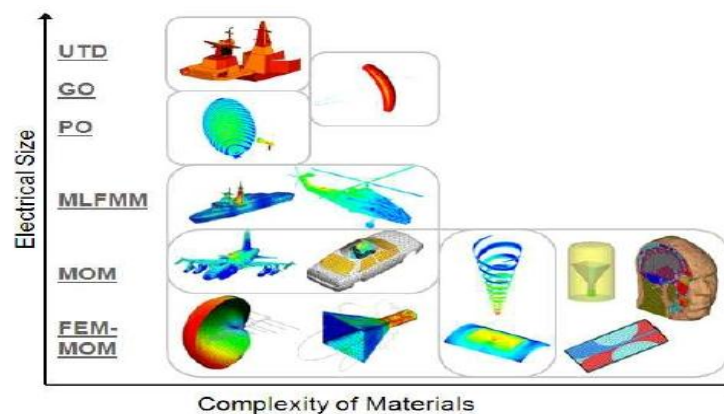 UTD
GO
PO
MLFMM
MOM
FEM-
MOM
Electrical Size
Complexity of Materials